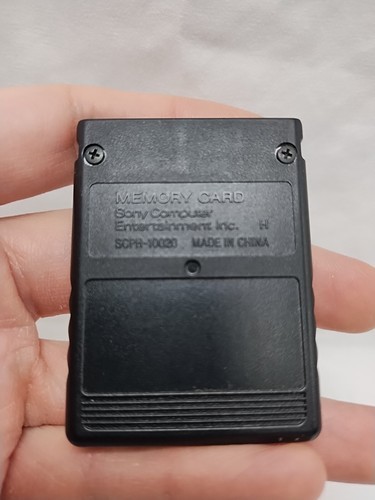 MEMORY CARD
Sony Computer
Entertainment Inc. H
SCPH-10020 MADE IN CHINA